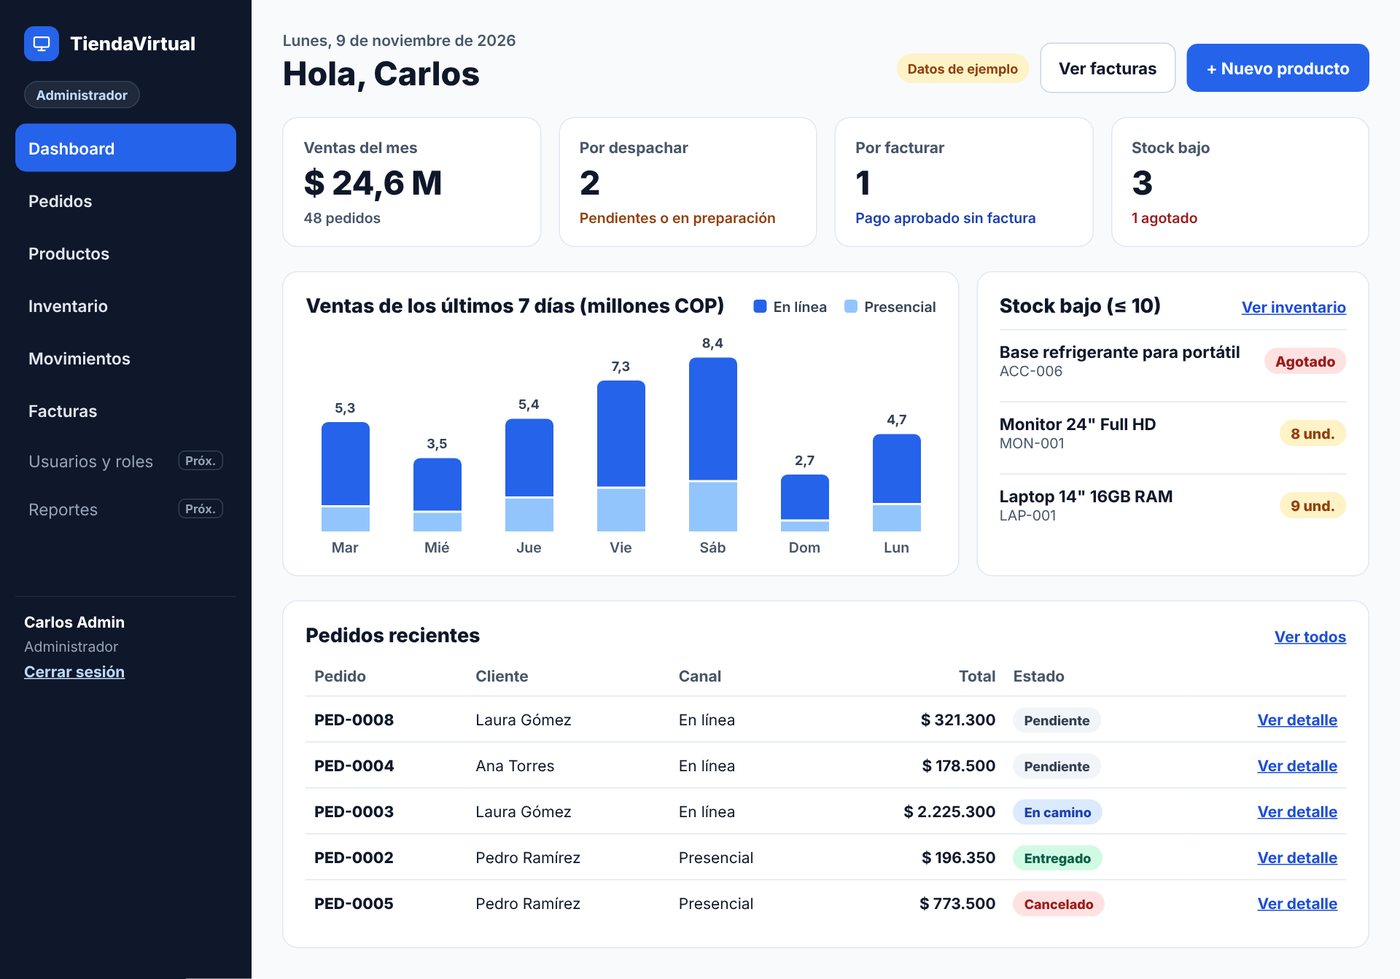 TiendaVirtual
Administrador
Dashboard
Pedidos
Productos
Inventario
Movimientos
Facturas
Usuarios y roles Próx.
Reportes Próx.
Carlos Admin
Administrador
Cerrar sesión
Lunes, 9 de noviembre de 2026
Hola, Carlos
Datos de ejemplo
Ver facturas
+ Nuevo producto
Ventas del mes
$ 24,6 M
48 pedidos
Por despachar
2
Pendientes o en preparación
Por facturar
1
Pago aprobado sin factura
Stock bajo
3
1 agotado
Ventas de los últimos 7 días (millones COP)
En línea Presencial
5,3 3,5 5,4 7,3 8,4 2,7 4,7
Mar Mié Jue Vie Sáb Dom Lun
Stock bajo (≤ 10) Ver inventario
Base refrigerante para portátil
ACC-006
Agotado
Monitor 24" Full HD
MON-001
8 und.
Laptop 14" 16GB RAM
LAP-001
9 und.
Pedidos recientes Ver todos
Pedido Cliente Canal Total Estado
PED-0008 Laura Gómez En línea $ 321.300 Pendiente Ver detalle
PED-0004 Ana Torres En línea $ 178.500 Pendiente Ver detalle
PED-0003 Laura Gómez En línea $ 2.225.300 En camino Ver detalle
PED-0002 Pedro Ramírez Presencial $ 196.350 Entregado Ver detalle
PED-0005 Pedro Ramírez Presencial $ 773.500 Cancelado Ver detalle